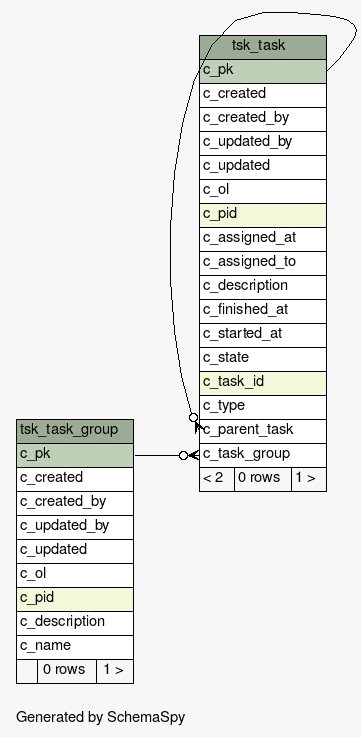 tsk_task
c_pk
c_created
c_created_by
c_updated_by
c_updated
c_ol
c_pid
c_assigned_at
c_assigned_to
c_description
c_finished_at
c_started_at
c_state
c_task_id
c_type
c_parent_task
c_task_group
< 2 0 rows 1 >
tsk_task_group
c_pk
c_created
c_created_by
c_updated_by
c_updated
c_ol
c_pid
c_description
c_name
0 rows 1 >
Generated by SchemaSpy